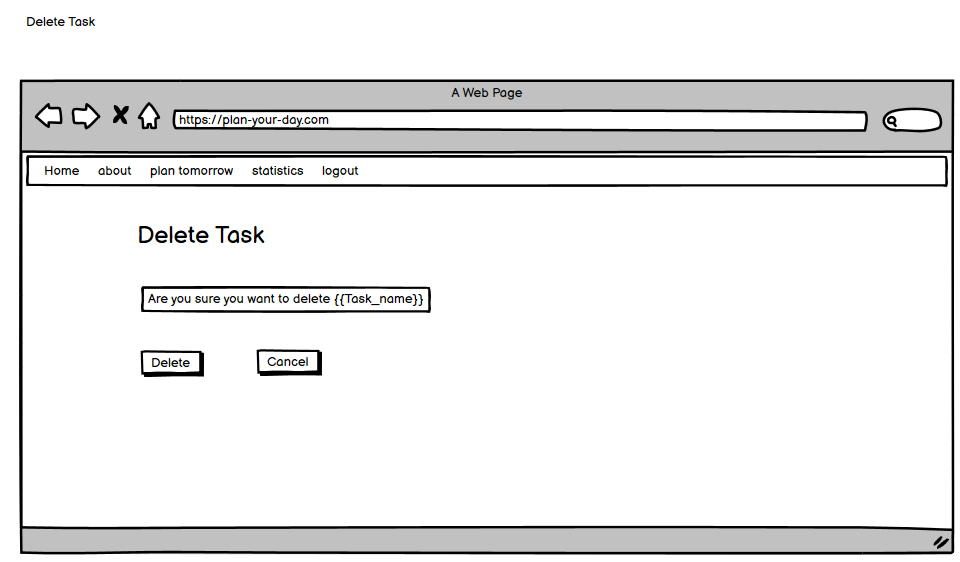 Delete Task
A Web Page
https://plan-your-day.com
Home about plan tomorrow statistics logout
Delete Task
Are you sure you want to delete {{Task_name}}
Delete Cancel